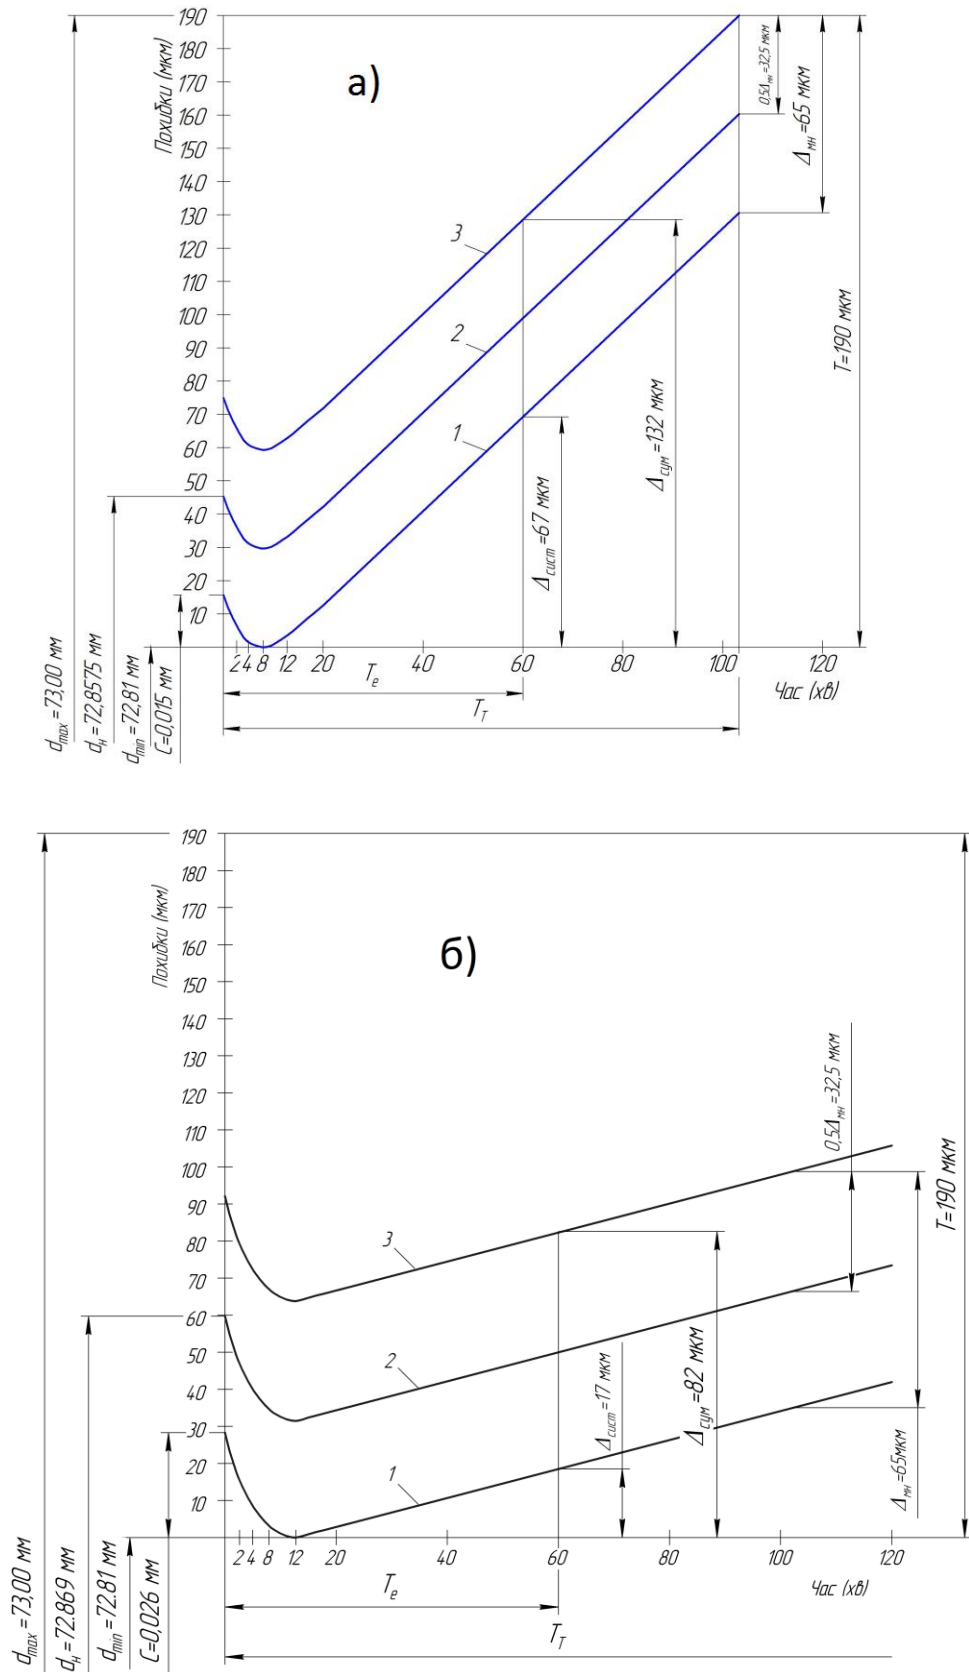 190
180
170
160
150
140
130
120
110
100
90
80
70
60
50
40
30
20
10
Похибки (мкм)
а)
3
2
1
0,5Δмн=32,5 мкм
Δмн=65 мкм
T=190 мкм
Δсум=132 мкм
Δсист=67 мкм
2 4 8 12 20 40 60 80 100 120
Час (хв)
Tе
TТ
dmax=73,00 мм
dн=72,8575 мм
dmin=72,81 мм
C=0,015 мм
190
180
170
160
150
140
130
120
110
100
90
80
70
60
50
40
30
20
10
Похибки (мкм)
б)
3
2
1
0,5Δмн=32,5 мкм
T=190 мкм
Δсист=17 мкм
Δсум=82 мкм
Δмн=65мкм
2 4 8 12 20 40 60 80 100 120
Час (хв)
Tе
TТ
dmax=73,00 мм
dн=72.869 мм
dmin=72.81 мм
C=0,026 мм